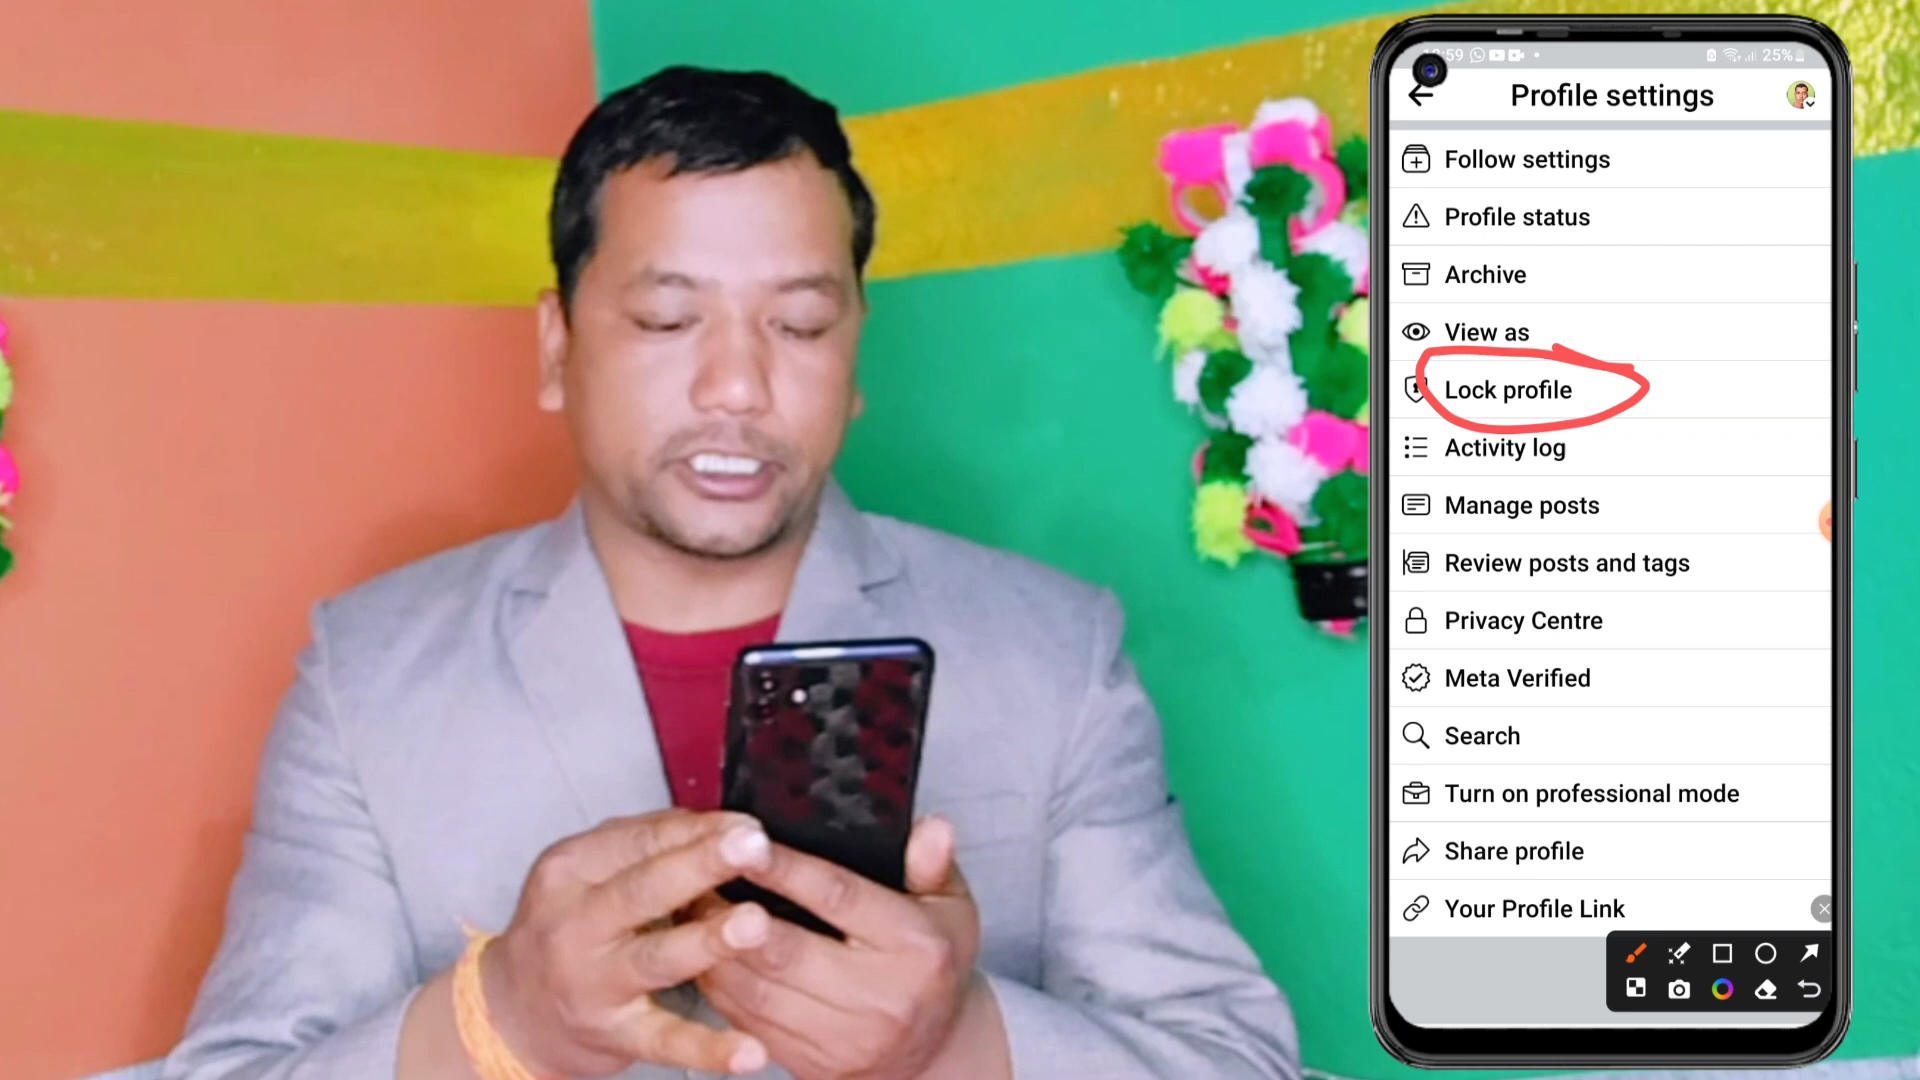 25%
Profile settings
Follow settings
Profile status
Archive
View as
Lock profile
Activity log
Manage posts
Review posts and tags
Privacy Centre
Meta Verified
Search
Turn on professional mode
Share profile
Your Profile Link